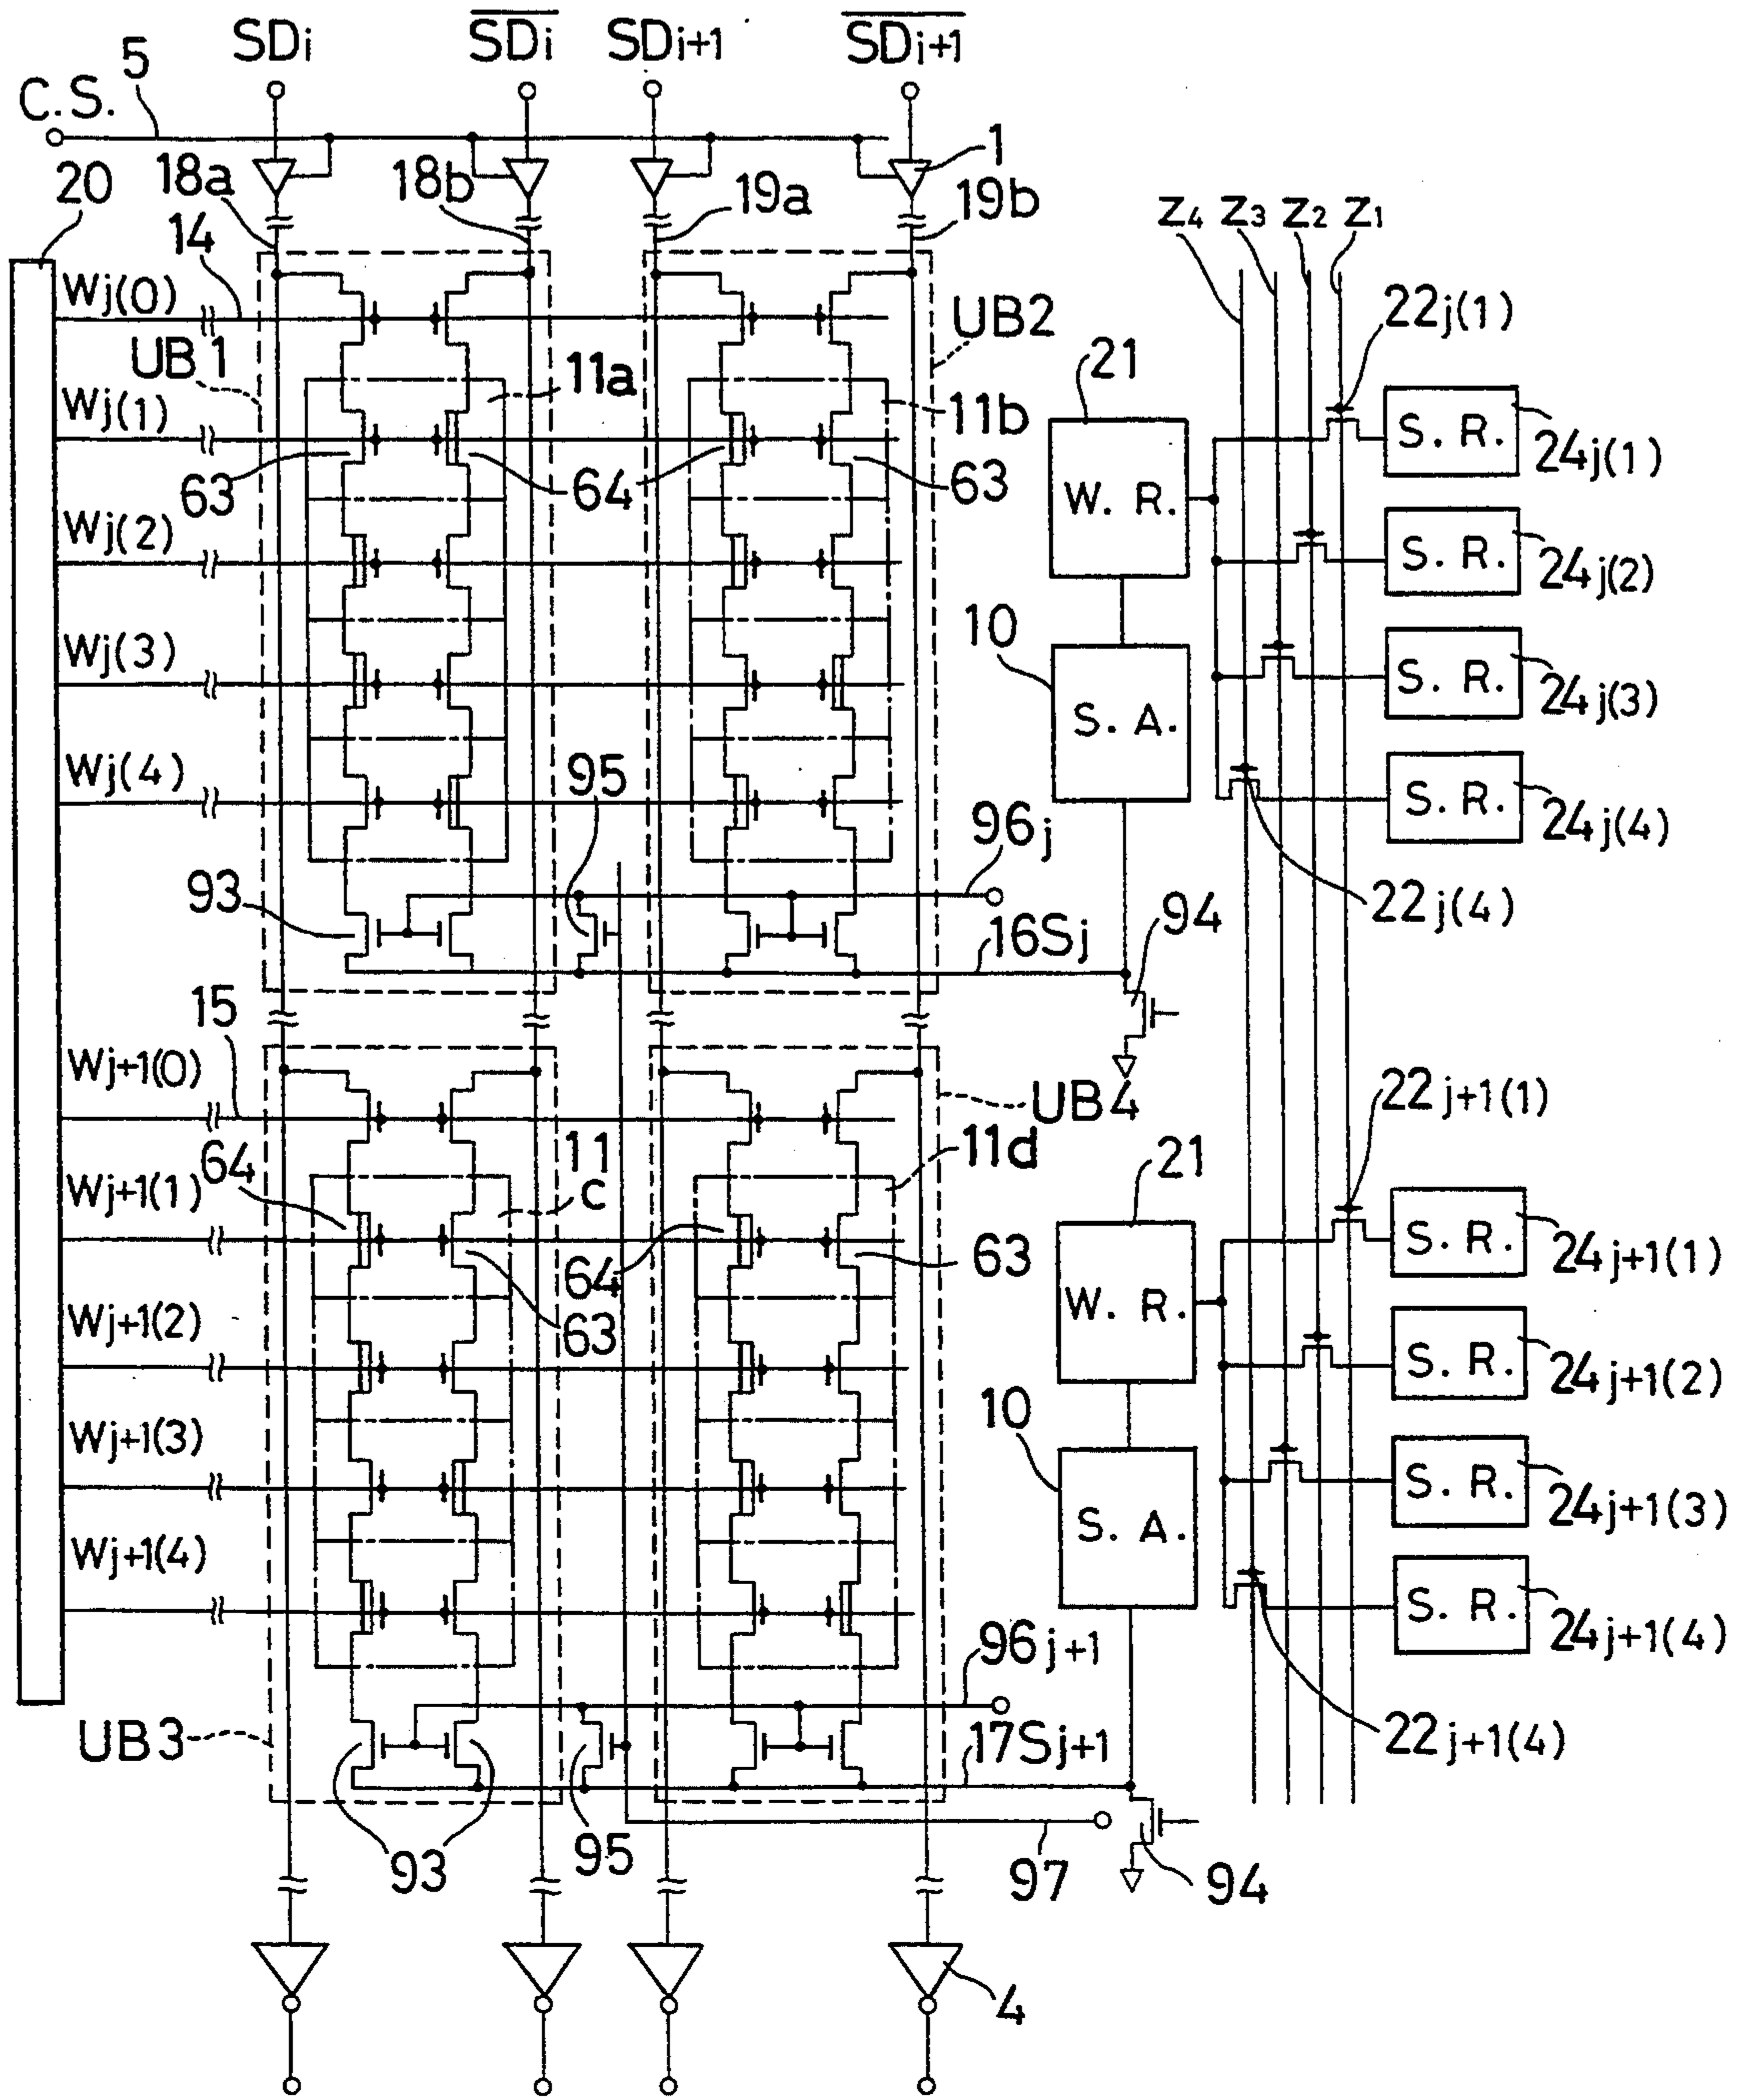 SDi S̅D̅i̅ SDi+1 S̅D̅i̅+̅1̅
C.S. 5
1
20 18a 18b 19a 19b
Z4 Z3 Z2 Z1
14
Wj(0)
UB1 UB2 22j(1)
11a 21
Wj(1) 11b S. R. 24j(1)
63 64 63 W. R.
Wj(2) S. R. 24j(2)
10
Wj(3) S. R. 24j(3)
S. A.
Wj(4) 95 S. R. 24j(4)
96j
93 22j(4)
94
16Sj
15
Wj+1(0)
UB4 22j+1(1)
64 11c 11d 21
Wj+1(1) S. R. 24j+1(1)
64 63
63 W. R.
Wj+1(2) S. R. 24j+1(2)
10
Wj+1(3) S. R. 24j+1(3)
S. A.
Wj+1(4) S. R. 24j+1(4)
96j+1
UB3 17Sj+1 22j+1(4)
93 95 97 94
4